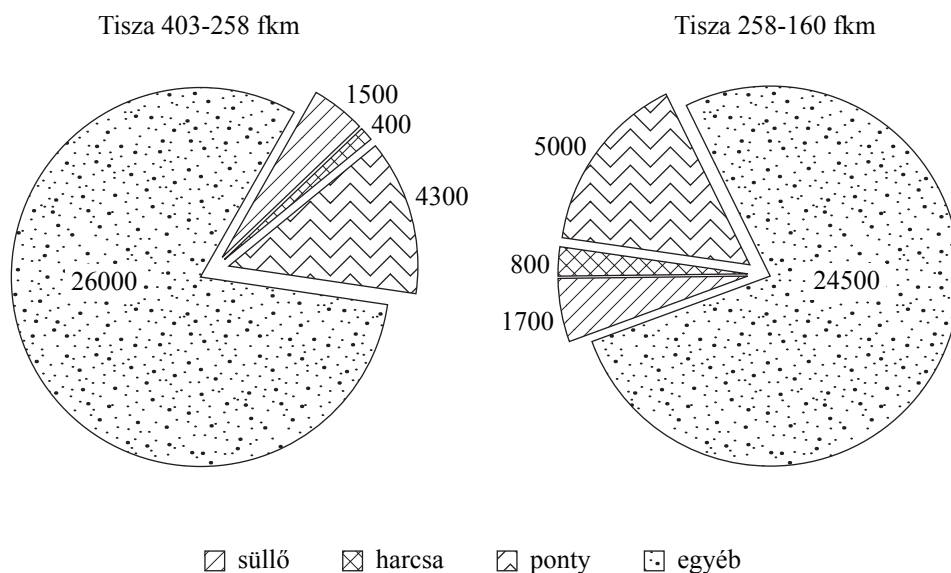 Tisza 403-258 fkm
Tisza 258-160 fkm
1500
400
4300
26000
5000
800
1700
24500
süllő
harcsa
ponty
egyéb